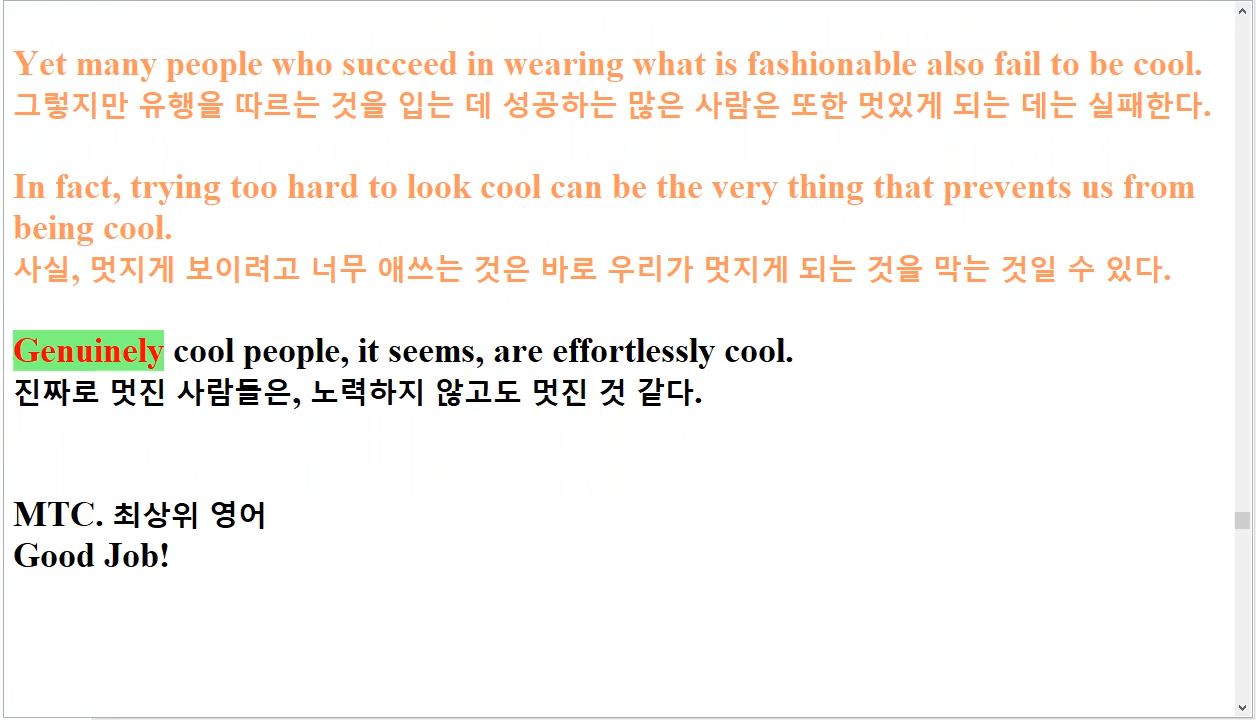 Yet many people who succeed in wearing what is fashionable also fail to be cool.
그렇지만 유행을 따르는 것을 입는 데 성공하는 많은 사람은 또한 멋있게 되는 데는 실패한다.
In fact, trying too hard to look cool can be the very thing that prevents us from
being cool.
사실, 멋지게 보이려고 너무 애쓰는 것은 바로 우리가 멋지게 되는 것을 막는 것일 수 있다.
Genuinely cool people, it seems, are effortlessly cool.
진짜로 멋진 사람들은, 노력하지 않고도 멋진 것 같다.
MTC. 최상위 영어
Good Job!